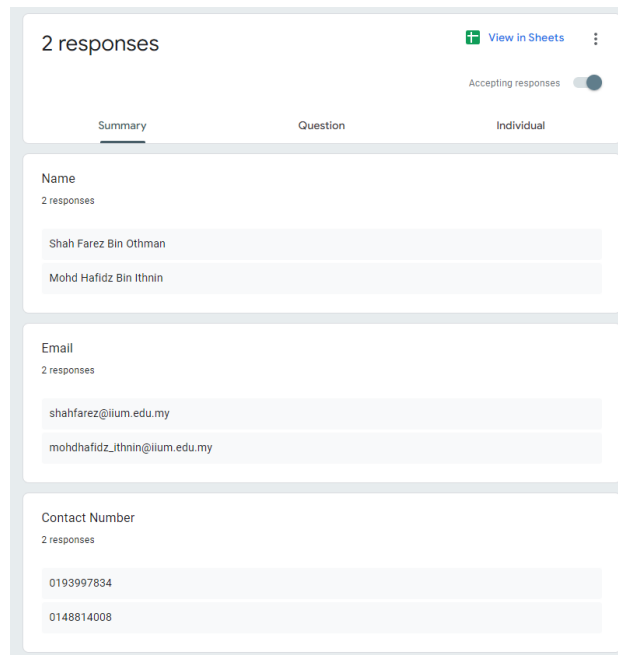 2 responses
View in Sheets
Accepting responses
Summary Question Individual
Name
2 responses
Shah Farez Bin Othman
Mohd Hafidz Bin Ithnin
Email
2 responses
shahfarez@iium.edu.my
mohdhafidz_ithnin@iium.edu.my
Contact Number
2 responses
0193997834
0148814008